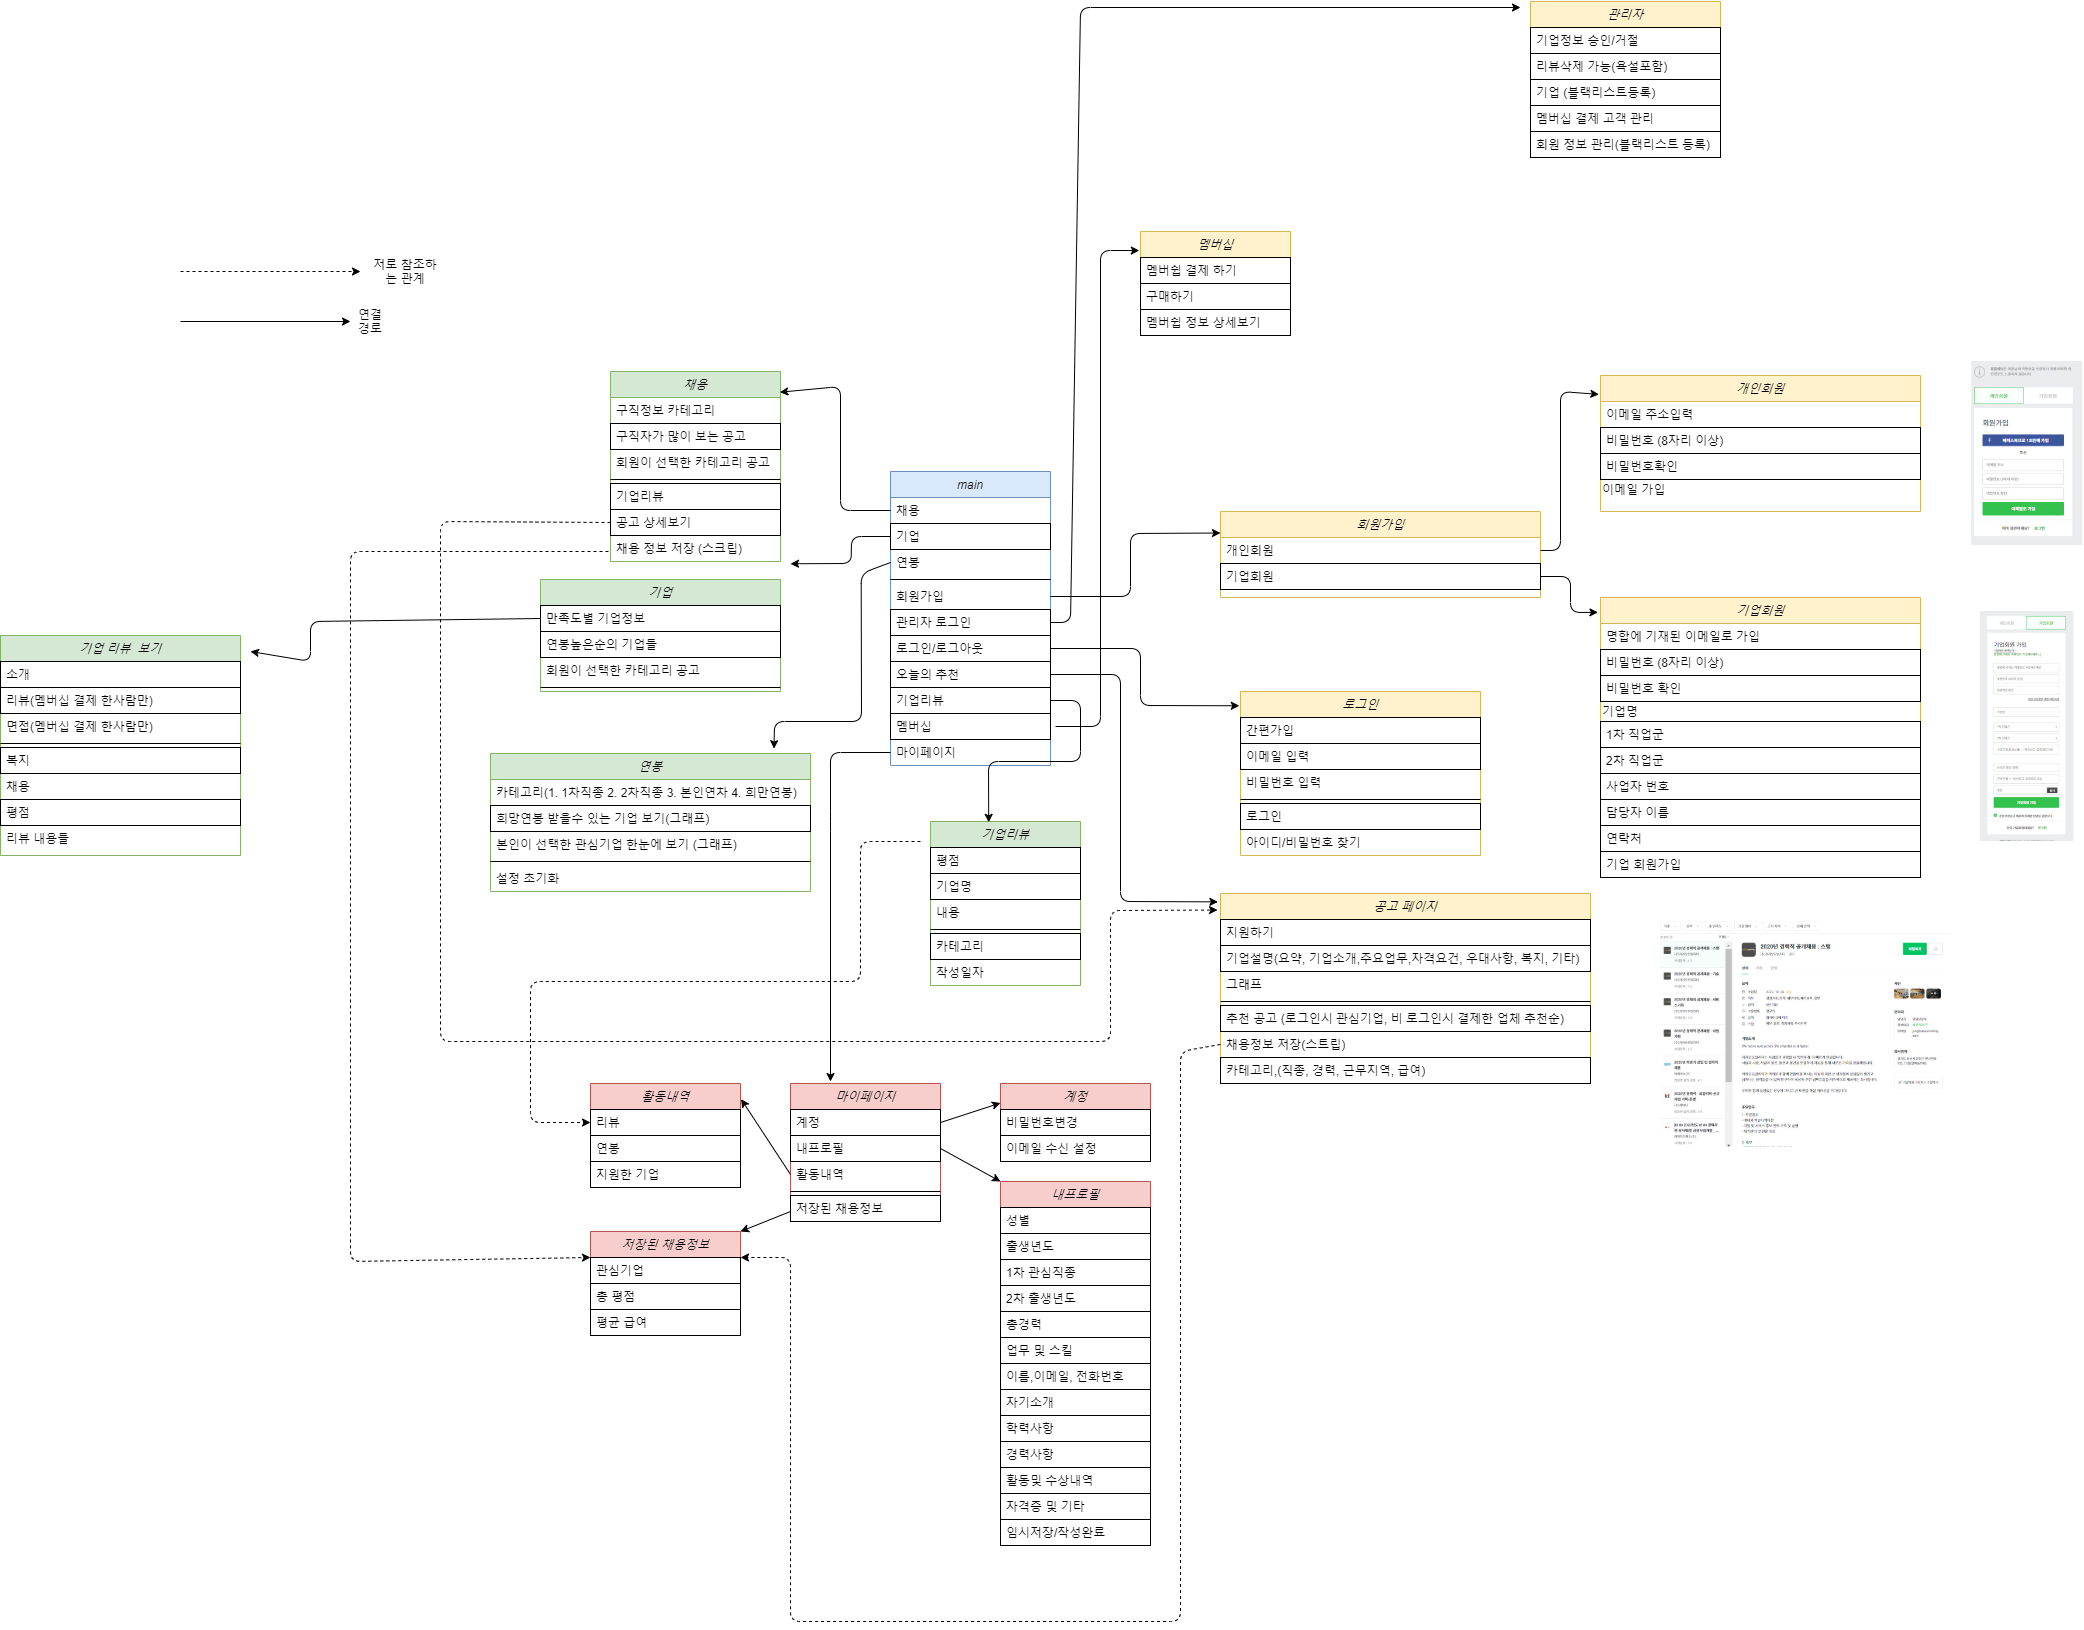 관리자
기업정보 승인/거절
리뷰삭제 가능(욕설포함)
기업 (블랙리스트등록)
멤버십 결제 고객 관리
회원 정보 관리(블랙리스트 등록)
멤버십
멤버쉽 결제 하기
구매하기
멤버쉽 정보 상세보기
저로 참조하
는 관계
연결
경로
채용
구직정보 카테고리
구직자가 많이 보는 공고
회원이 선택한 카테고리 공고
기업리뷰
공고 상세보기
채용 정보 저장 (스크립)
main
채용
기업
연봉
회원가입
관리자 로그인
로그인/로그아웃
오늘의 추천
기업리뷰
멤버십
마이페이지
개인회원
이메일 주소입력
비밀번호 (8자리 이상)
비밀번호확인
이메일 가입
회원가입
개인회원
기업회원
기업
만족도별 기업정보
연봉높은순의 기업들
회원이 선택한 카테고리 공고
기업회원
명합에 기재된 이메일로 가입
비밀번호 (8자리 이상)
비밀번호 확인
기업명
1차 직업군
2차 직업군
사업자 번호
담당자 이름
연락처
기업 회원가입
기업 리뷰 보기
소개
리뷰(멤버십 결제 한사람만)
면접(멤버십 결제 한사람만)
복지
채용
평점
리뷰 내용들
로그인
간편가입
이메일 입력
비밀번호 입력
로그인
아이디/비밀번호 찾기
연봉
카테고리(1. 1차직종 2. 2차직종 3. 본인연차 4. 희만연봉)
희망연봉 받을수 있는 기업 보기(그래프)
본인이 선택한 관심기업 한눈에 보기 (그래프)
설정 초기화
기업리뷰
평점
기업명
내용
카테고리
작성일자
공고 페이지
지원하기
기업설명(요약, 기업소개,주요업무,자격요건, 우대사항, 복지, 기타)
그래프
추천 공고 (로그인시 관심기업, 비 로그인시 결제한 업체 추천순)
채용정보 저장(스트립)
카테고리,(직종, 경력, 근무지역, 급여)
활동내역
리뷰
연봉
지원한 기업
마이페이지
계정
내프로필
활동내역
저장된 채용정보
계정
비밀번호변경
이메일 수신 설정
저장된 채용정보
관심기업
총 평점
평균 급여
내프로필
성별
출생년도
1차 관심직종
2차 출생년도
총경력
업무 및 스킬
이름,이메일, 전화번호
자기소개
학력사항
경력사항
활동및 수상내역
자격증 및 기타
임시저장/작성완료
개인회원
회원가입
기업회원 가입
2020년 경력직 공개채용 : 스탭